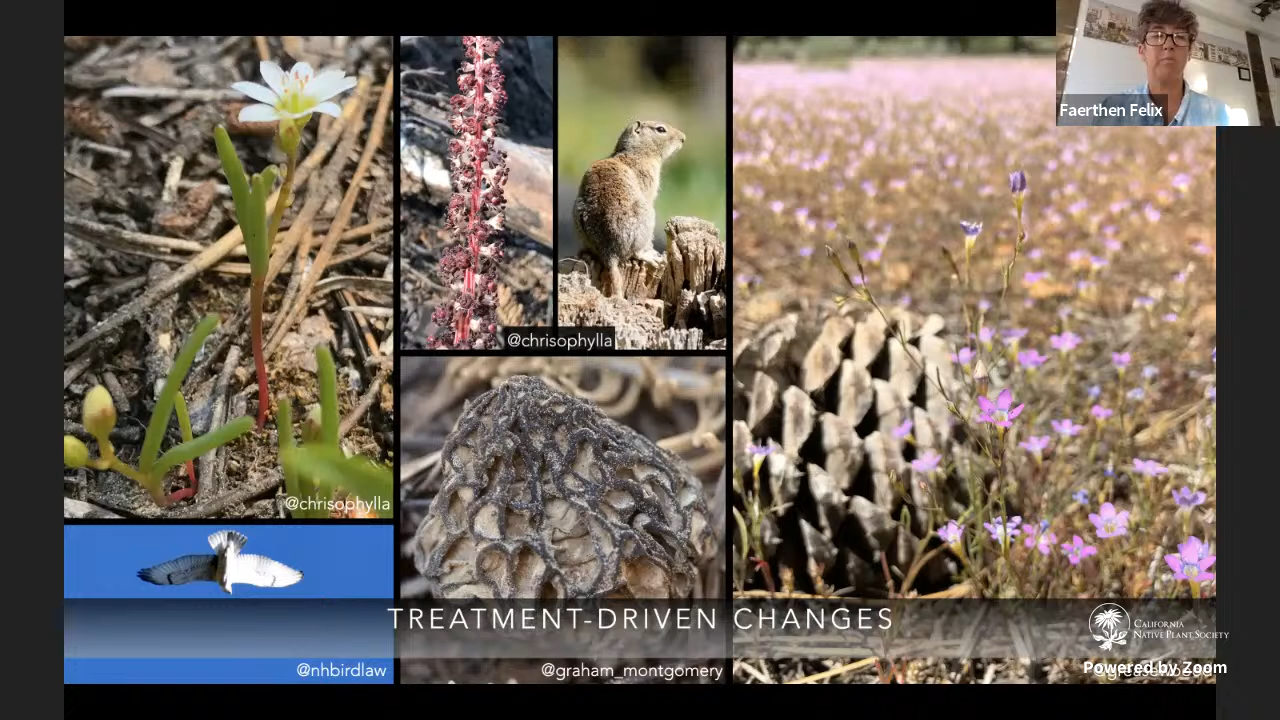 Faerthen Felix
@chrisophylla
@chrisophylla
TREATMENT-DRIVEN CHANGES
CALIFORNIA
NATIVE PLANT SOCIETY
@nhbirdlaw
@graham_montgomery
Powered by Zoom